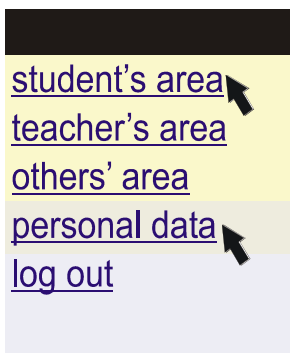 student’s area
teacher’s area
others’ area
personal data
log out